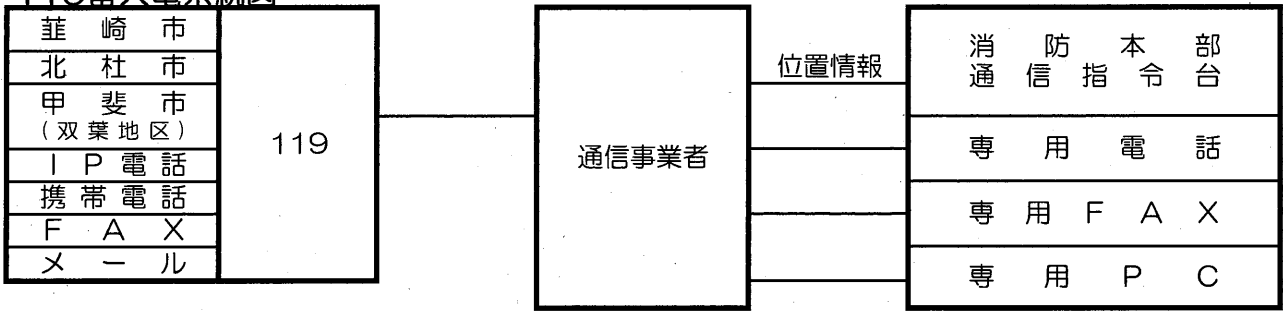 韮崎市
北杜市
甲斐市
(双葉地区)
IP電話
携帯電話
FAX
メール
119
通信事業者
位置情報
消防本部
通信指令台
専用電話
専用FAX
専用PC